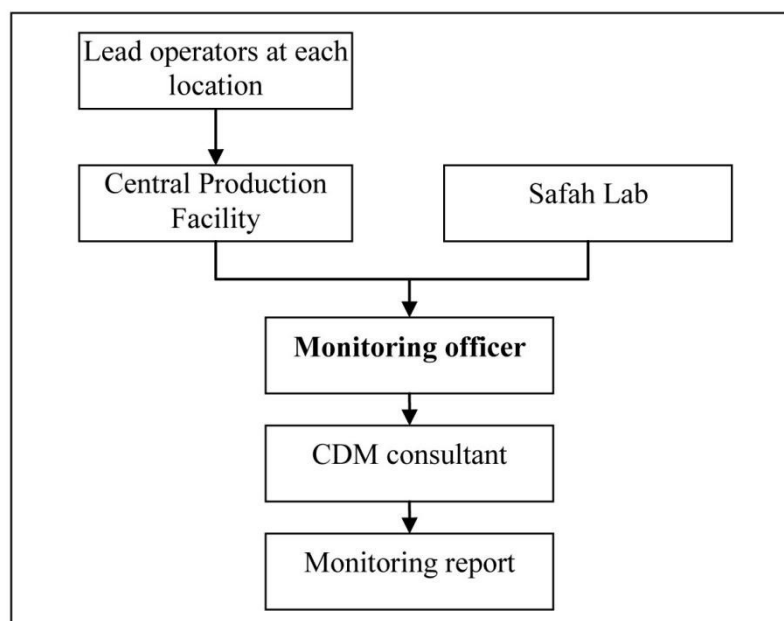 Lead operators at each
location
Central Production
Facility
Safah Lab
Monitoring officer
CDM consultant
Monitoring report